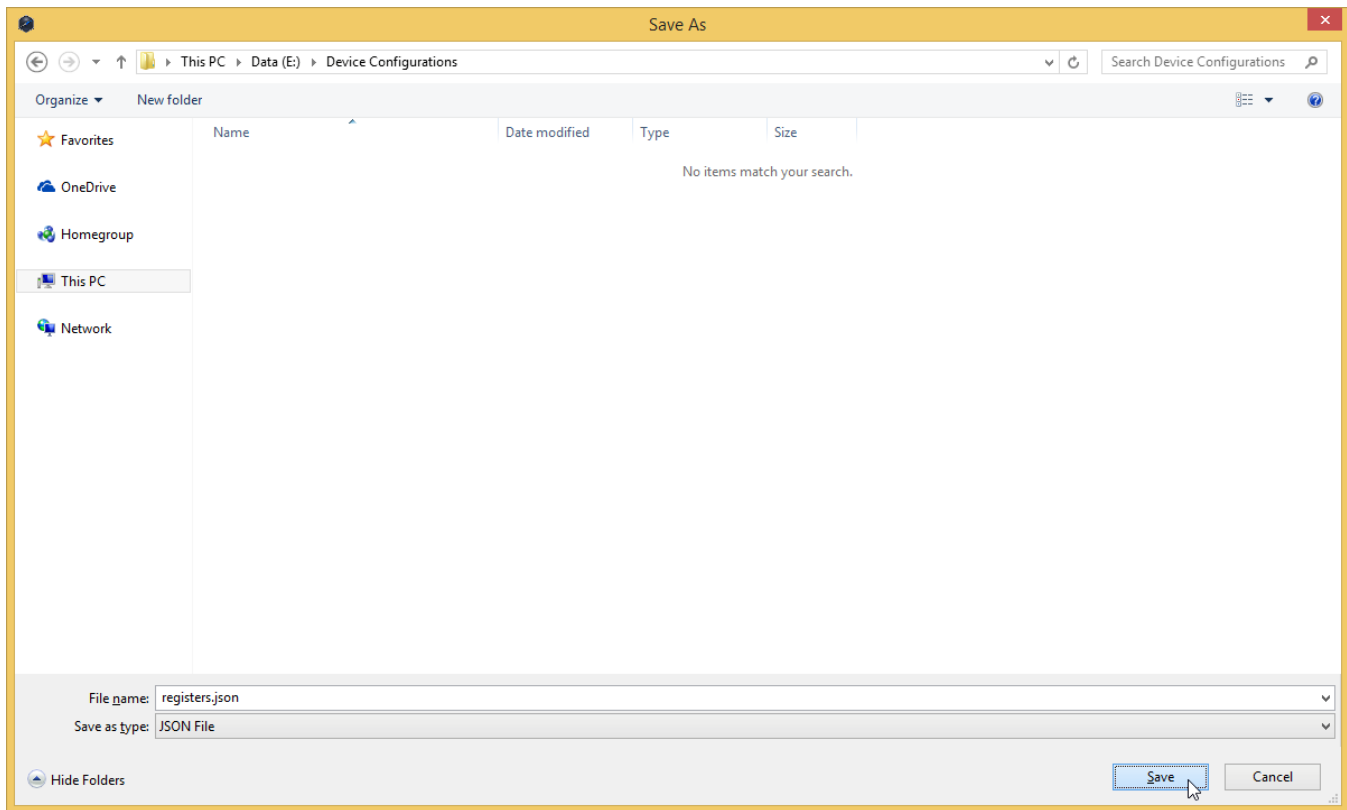 Save As
This PC Data (E:) Device Configurations
Search Device Configurations
Organize New folder
Name Date modified Type Size
Favorites
No items match your search.
OneDrive
Homegroup
This PC
Network
File name: registers.json
Save as type: JSON File
Hide Folders Save Cancel